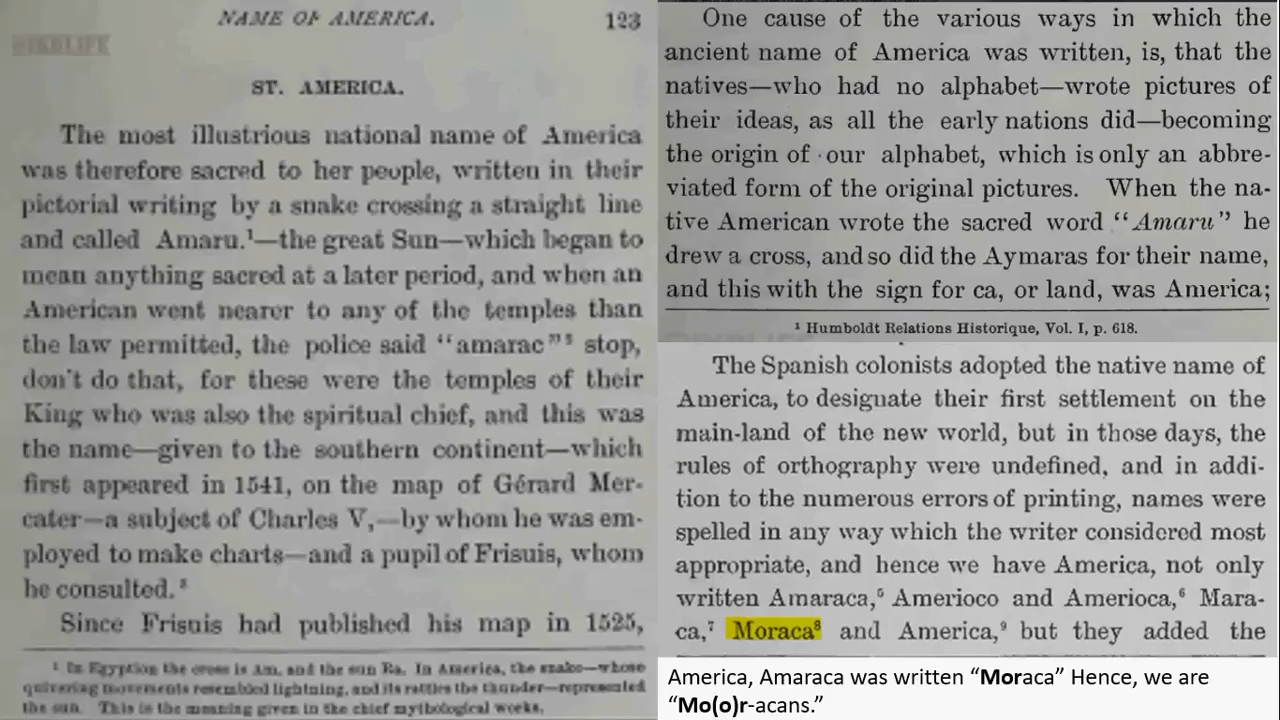 NAME OF AMERICA. 123
ST. AMERICA.
The most illustrious national name of America
was therefore sacred to her people, written in their
pictorial writing by a snake crossing a straight line
and called Amaru.¹—the great Sun—which began to
mean anything sacred at a later period, and when an
American went nearer to any of the temples than
the law permitted, the police said "amarac"⁵ stop,
don't do that, for these were the temples of their
King who was also the spiritual chief, and this was
the name—given to the southern continent—which
first appeared in 1541, on the map of Gérard Mer-
cater—a subject of Charles V,—by whom he was em-
ployed to make charts—and a pupil of Frisuis, whom
he consulted.
Since Frisuis had published his map in 1525,
¹ In Egyption the cross is Am, and the sun Ra. In America, the snake—whose
quivering movements resembled lightning, and its rattles the thunder—represented
the sun. This is the meaning given in the chief mythological works.
One cause of the various ways in which the
ancient name of America was written, is, that the
natives—who had no alphabet—wrote pictures of
their ideas, as all the early nations did—becoming
the origin of our alphabet, which is only an abbre-
viated form of the original pictures. When the na-
tive American wrote the sacred word "Amaru" he
drew a cross, and so did the Aymaras for their name,
and this with the sign for ca, or land, was America;
¹ Humboldt Relations Historique, Vol. I, p. 618.
The Spanish colonists adopted the native name of
America, to designate their first settlement on the
main-land of the new world, but in those days, the
rules of orthography were undefined, and in addi-
tion to the numerous errors of printing, names were
spelled in any way which the writer considered most
appropriate, and hence we have America, not only
written Amaraca,⁵ Amerioco and Amerioca,⁶ Mara-
ca,⁷ Moraca⁸ and America,⁹ but they added the
America, Amaraca was written “Moraca” Hence, we are
“Mo(o)r-acans.”